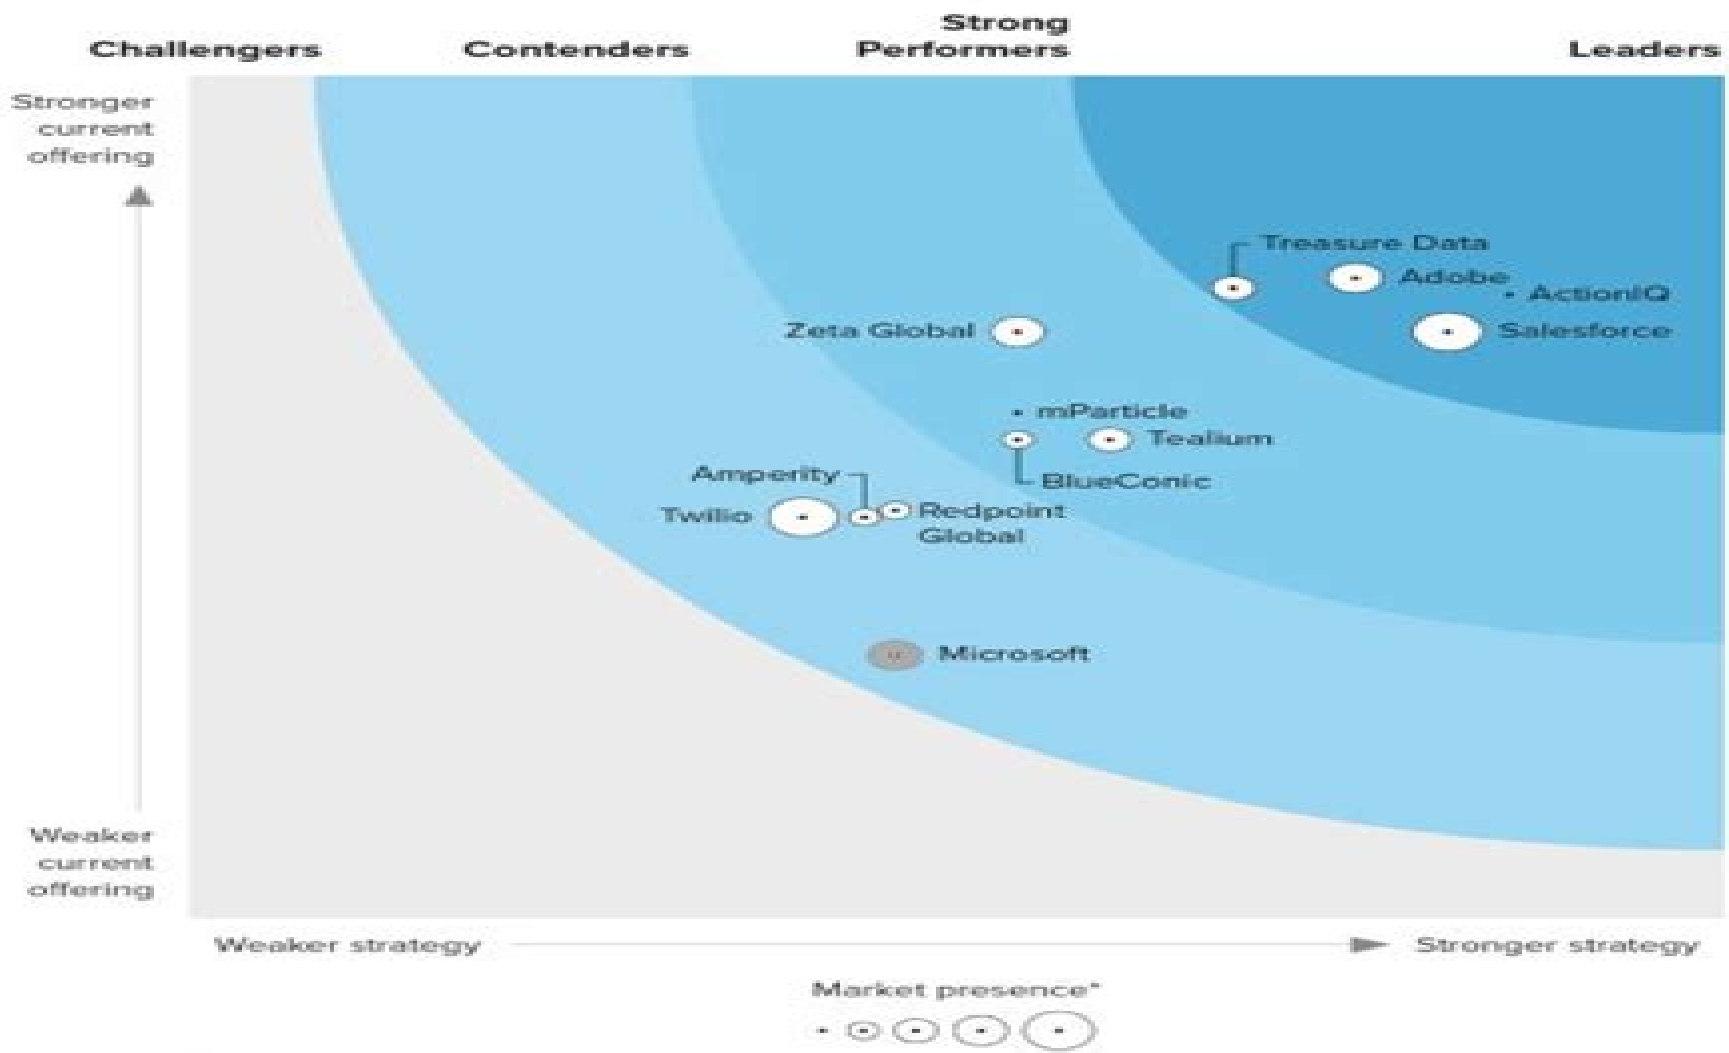 Strong
Challengers Contenders Performers Leaders
Stronger
current
offering
Treasure Data
Adobe
ActionIQ
Zeta Global
Salesforce
mParticle
Tealium
Amperity
BlueConic
Twilio
Redpoint
Global
Microsoft
Weaker
current
offering
Weaker strategy Stronger strategy
Market presence*